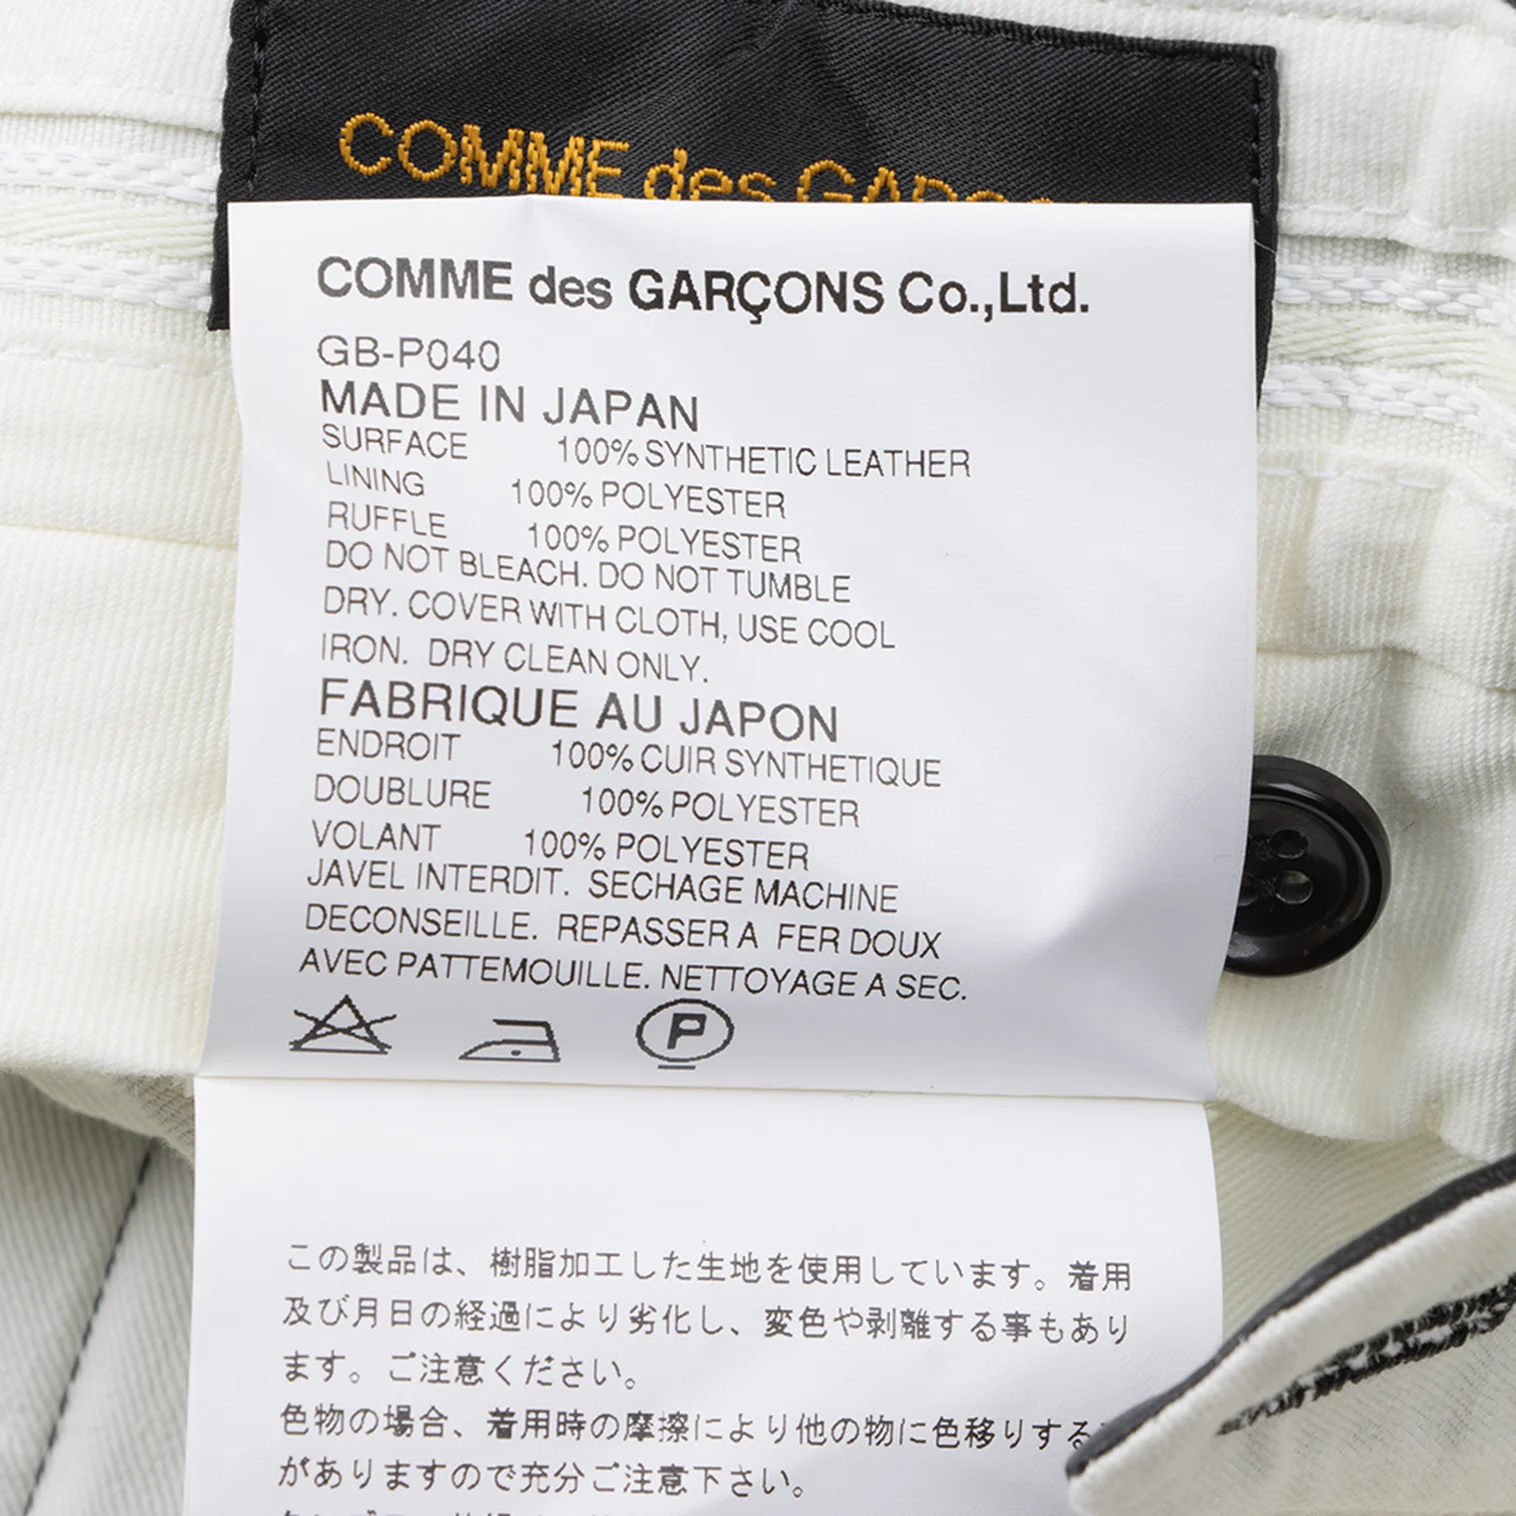 COMME des GARÇONS
COMME des GARÇONS Co.,Ltd.
GB-P040
MADE IN JAPAN
SURFACE 100% SYNTHETIC LEATHER
LINING 100% POLYESTER
RUFFLE 100% POLYESTER
DO NOT BLEACH. DO NOT TUMBLE
DRY. COVER WITH CLOTH, USE COOL
IRON. DRY CLEAN ONLY.
FABRIQUE AU JAPON
ENDROIT 100% CUIR SYNTHETIQUE
DOUBLURE 100% POLYESTER
VOLANT 100% POLYESTER
JAVEL INTERDIT. SECHAGE MACHINE
DECONSEILLE. REPASSER A FER DOUX
AVEC PATTEMOUILLE. NETTOYAGE A SEC.
P
この製品は、樹脂加工した生地を使用しています。着用
及び月日の経過により劣化し、変色や剥離する事もあり
ます。ご注意ください。
色物の場合、着用時の摩擦により他の物に色移りする
がありますので充分ご注意下さい。